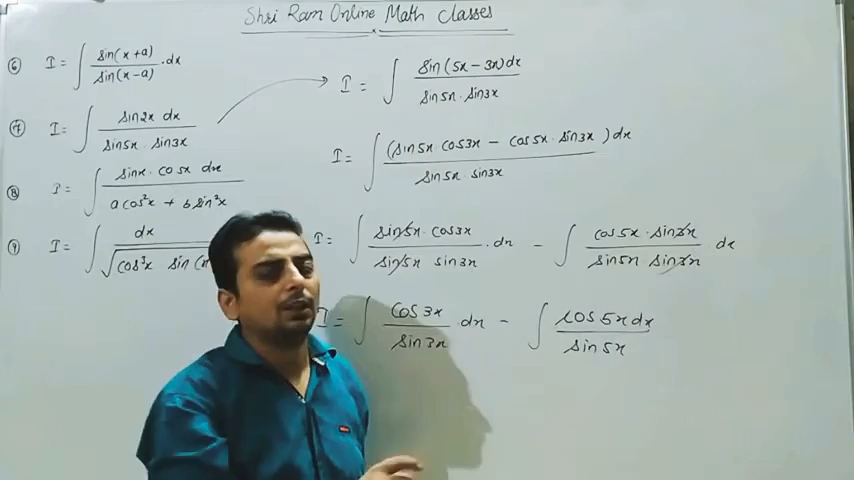 Shri Ram Online Math Classes
⑥ I = ∫ sin(x+a)/sin(x-a) . dx
⑦ I = ∫ sin2x dx / sin5x . sin3x
⑧ I = ∫ sinx . cosx dx / a cos²x + b sin²x
⑨ I = ∫ dx / √cos³x sin(x
I = ∫ sin(5x - 3x)dx / sin5x . sin3x
I = ∫ (sin5x . cos3x - cos5x . sin3x)dx / sin5x . sin3x
I = ∫ sin5x . cos3x / sin5x sin3x . dx - ∫ cos5x . sin3x / sin5x sin3x dx
I = ∫ cos3x / sin3x . dx - ∫ cos5x dx / sin5x